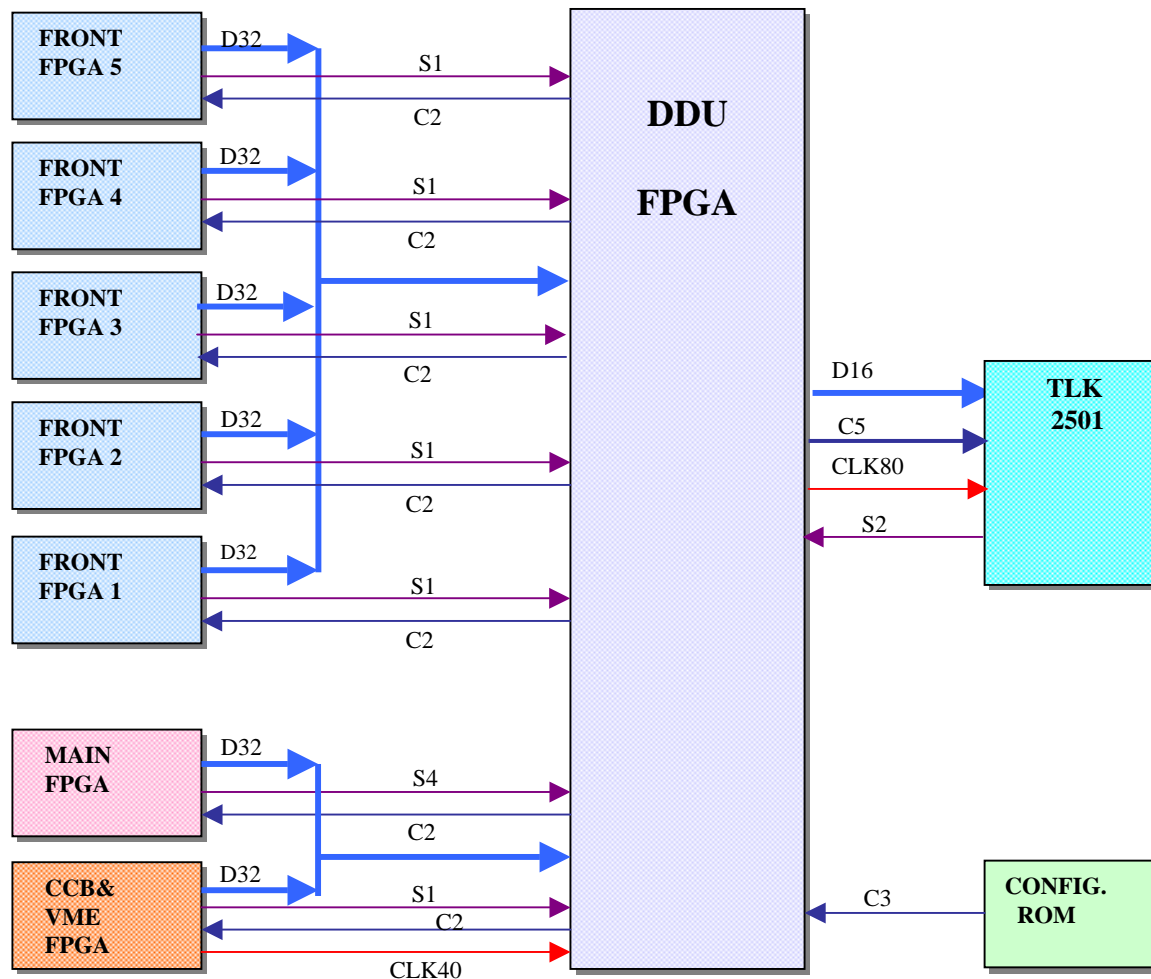 FRONT
FPGA 5
D32
S1
C2
FRONT
FPGA 4
D32
S1
C2
FRONT
FPGA 3
D32
S1
C2
FRONT
FPGA 2
D32
S1
C2
FRONT
FPGA 1
D32
S1
C2
MAIN
FPGA
D32
S4
C2
CCB&
VME
FPGA
D32
S1
C2
CLK40
DDU
FPGA
D16
C5
CLK80
S2
TLK
2501
C3
CONFIG.
ROM